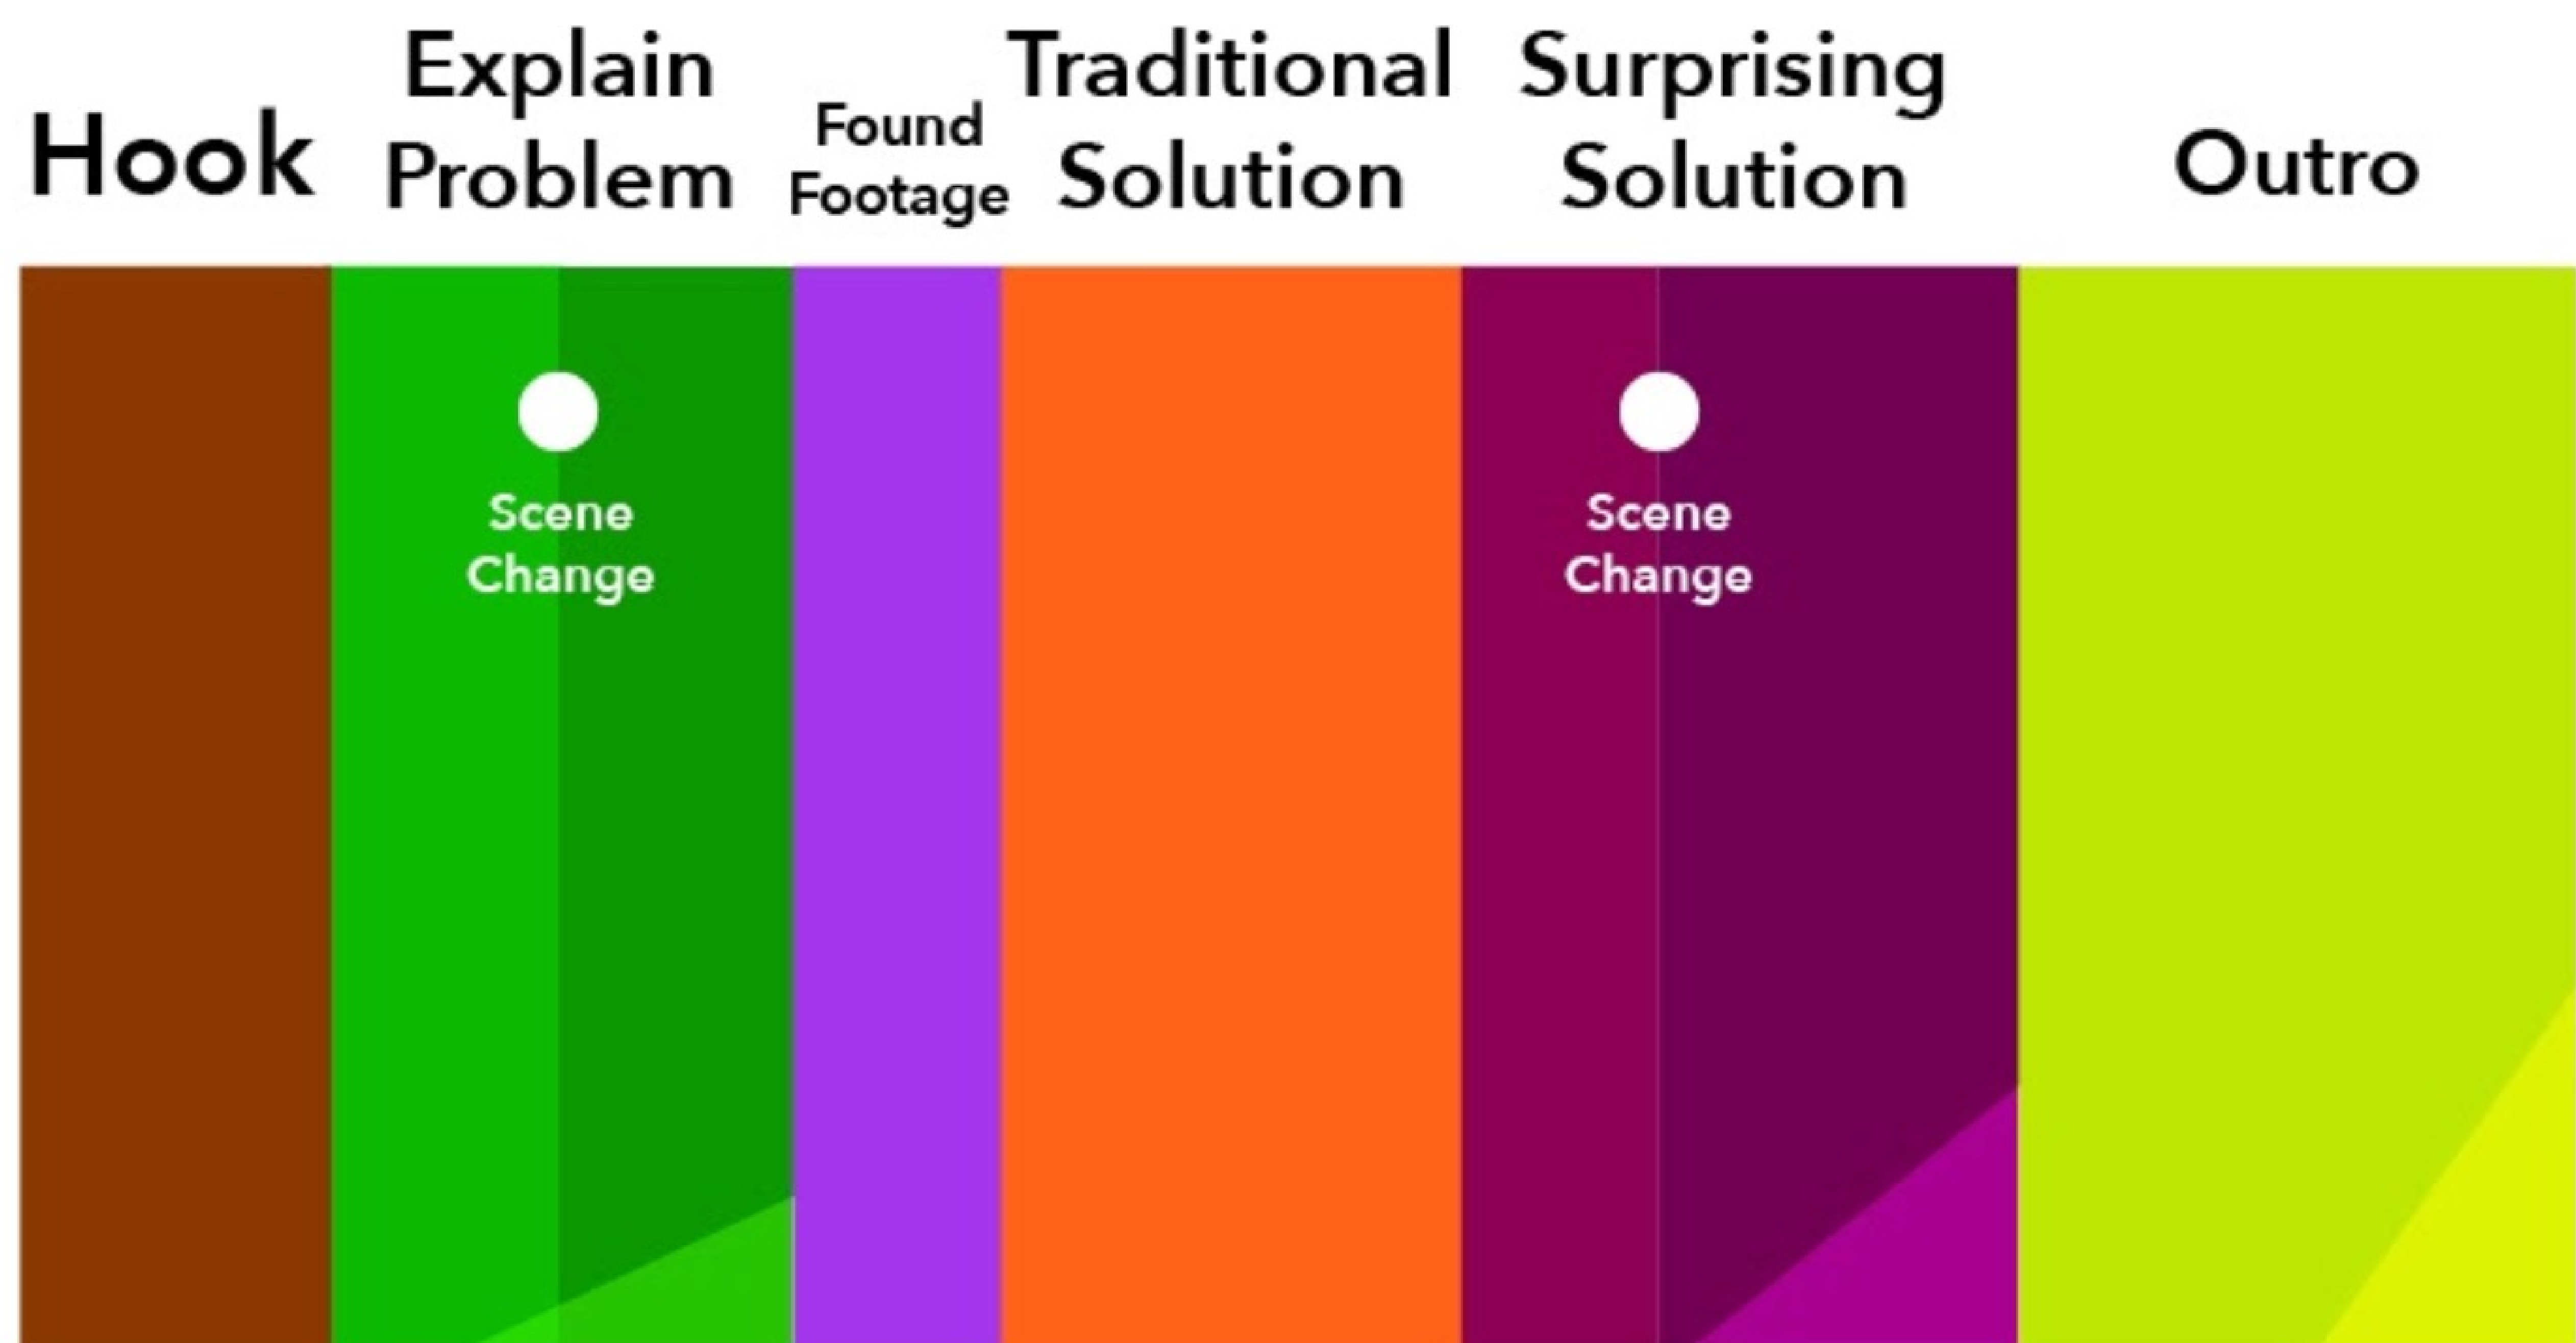 Hook
Explain
Problem
Found
Footage
Traditional
Solution
Surprising
Solution
Outro
Scene
Change
Scene
Change